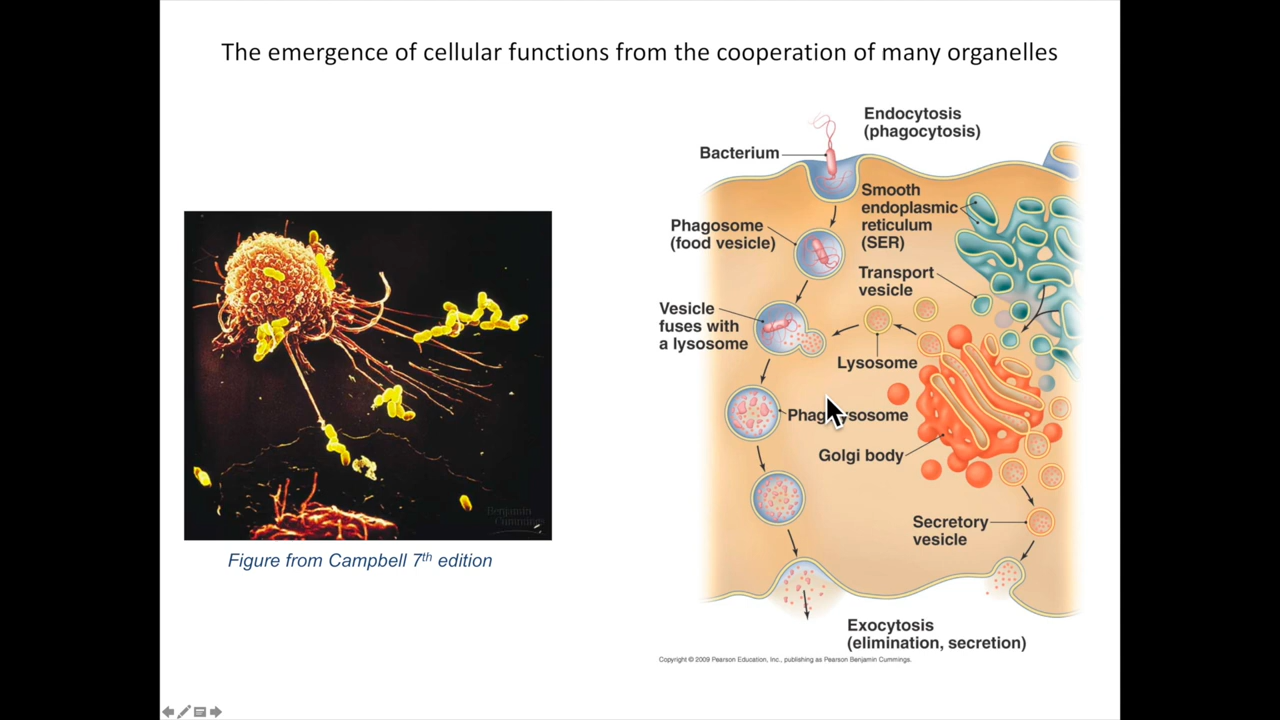 The emergence of cellular functions from the cooperation of many organelles
Endocytosis
(phagocytosis)
Bacterium
Smooth
endoplasmic
reticulum
(SER)
Phagosome
(food vesicle)
Transport
vesicle
Vesicle
fuses with
a lysosome
Lysosome
Golgi body
Secretory
vesicle
Benjamin
Cummings
Figure from Campbell 7th edition
Exocytosis
(elimination, secretion)
Copyright © 2009 Pearson Education, Inc., publishing as Pearson Benjamin Cummings.